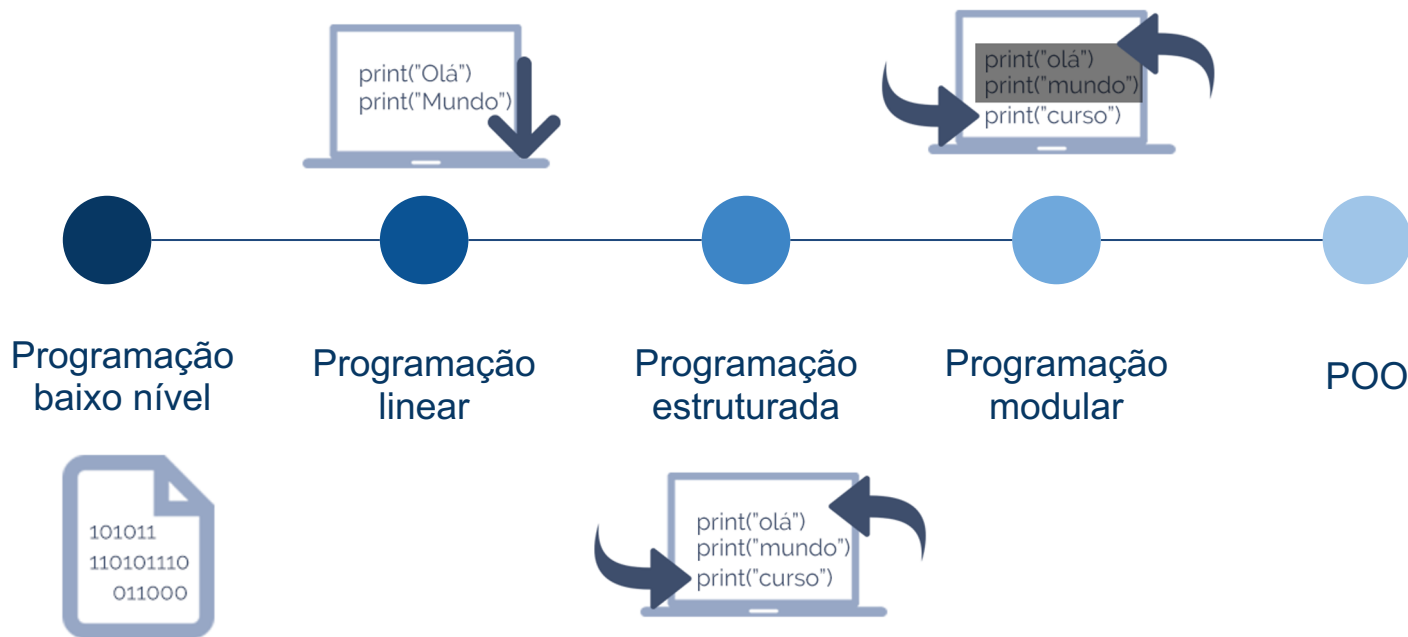 print("Olá")
print("Mundo")
print("olá")
print("mundo")
print("curso")
Programação
baixo nível
Programação
linear
Programação
estruturada
Programação
modular
POO
101011
110101110
011000
print("olá")
print("mundo")
print("curso")